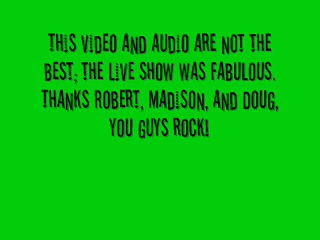 THIS VIDEO AND AUDIO ARE NOT THE
BEST; THE LIVE SHOW WAS FABULOUS.
THANKS ROBERT, MADISON, AND DOUG,
YOU GUYS ROCK!